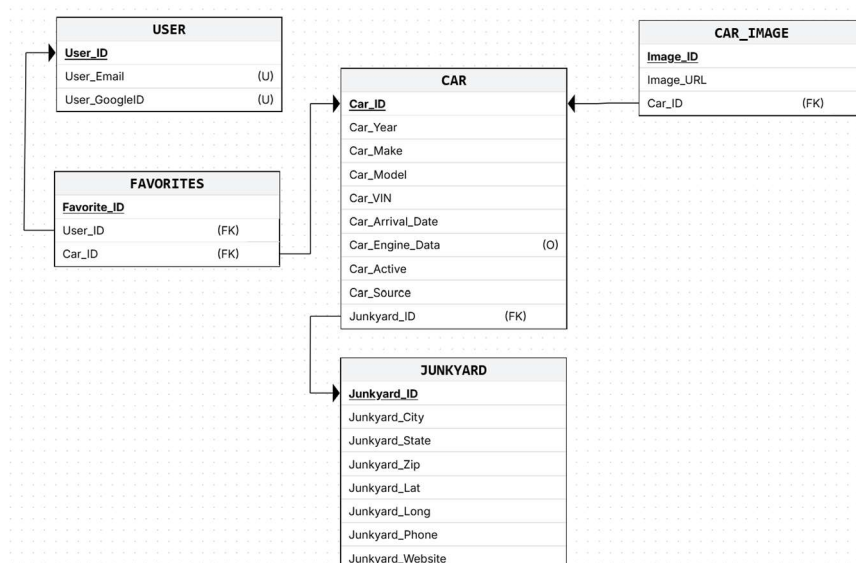 USER
User_ID
User_Email (U)
User_GoogleID (U)
FAVORITES
Favorite_ID
User_ID (FK)
Car_ID (FK)
CAR
Car_ID
Car_Year
Car_Make
Car_Model
Car_VIN
Car_Arrival_Date
Car_Engine_Data (O)
Car_Active
Car_Source
Junkyard_ID (FK)
CAR_IMAGE
Image_ID
Image_URL
Car_ID (FK)
JUNKYARD
Junkyard_ID
Junkyard_City
Junkyard_State
Junkyard_Zip
Junkyard_Lat
Junkyard_Long
Junkyard_Phone
Junkyard_Website